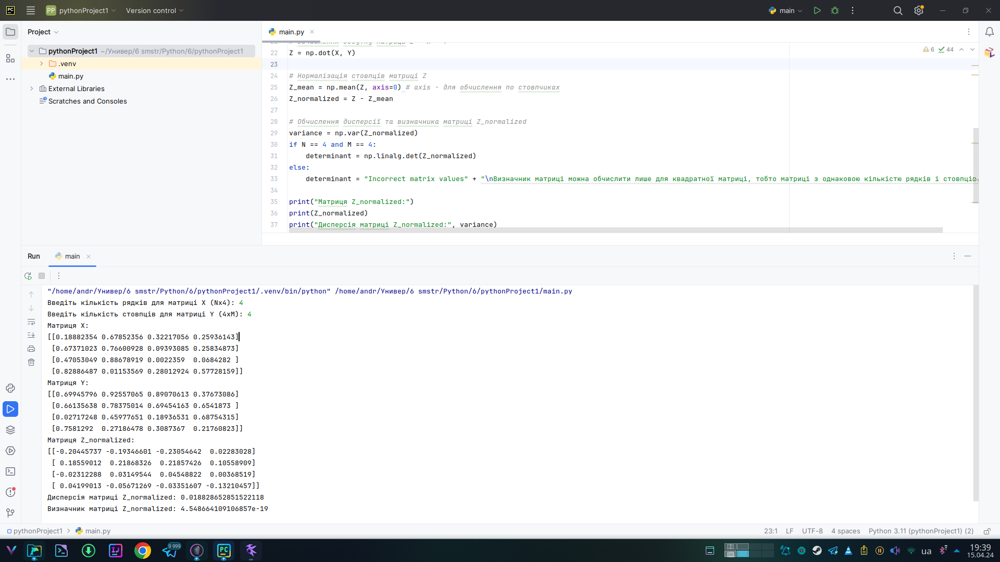 PC PP pythonProject1 Version control main
Project
main.py
pythonProject1 ~/Универ/6 smstr/Python/6/pythonProject1
.venv
main.py
External Libraries
Scratches and Consoles
6 44
22 Z = np.dot(X, Y)
23
24 # Нормалізація стовпців матриці Z
25 Z_mean = np.mean(Z, axis=0) # axis - для обчислення по стовпчиках
26 Z_normalized = Z - Z_mean
27
28 # Обчислення дисперсії та визначника матриці Z_normalized
29 variance = np.var(Z_normalized)
30 if N == 4 and M == 4:
31 determinant = np.linalg.det(Z_normalized)
32 else:
33 determinant = "Incorrect matrix values" + "\nВизначник матриці можна обчислити лише для квадратної матриці, тобто матриці з однаковою кількістю рядків і стовпців.
34
35 print("Матриця Z_normalized:")
36 print(Z_normalized)
37 print("Дисперсія матриці Z_normalized:", variance)
Run main
"/home/andr/Универ/6 smstr/Python/6/pythonProject1/.venv/bin/python" /home/andr/Универ/6 smstr/Python/6/pythonProject1/main.py
Введіть кількість рядків для матриці X (Nx4): 4
Введіть кількість стовпців для матриці Y (4xM): 4
Матриця X:
[[0.18882354 0.67852356 0.32217056 0.25936143]
[0.67371023 0.76600928 0.09393085 0.25834873]
[0.47053049 0.88678919 0.0022359  0.0684282 ]
[0.82886487 0.01153569 0.28012924 0.57728159]]
Матриця Y:
[[0.69945796 0.92557065 0.89070613 0.37673086]
[0.66135638 0.78375014 0.69454163 0.6541873 ]
[0.02717248 0.45977651 0.18936531 0.68754315]
[0.7581292  0.27186478 0.3087367  0.21760823]]
Матриця Z_normalized:
[[-0.20445737 -0.19346601 -0.23054642  0.02283028]
[ 0.18559012  0.21868326  0.21857426  0.10558909]
[-0.02312288  0.03149544  0.04548822  0.00368519]
[ 0.04199013 -0.05671269 -0.03351607 -0.13210457]]
Дисперсія матриці Z_normalized: 0.018828652851522118
Визначник матриці Z_normalized: 4.548664109106857e-19
pythonProject1 > main.py
23:1 LF UTF-8 4 spaces Python 3.11 (pythonProject1) (2)
9 999
PC
ua
19:39
15.04.24